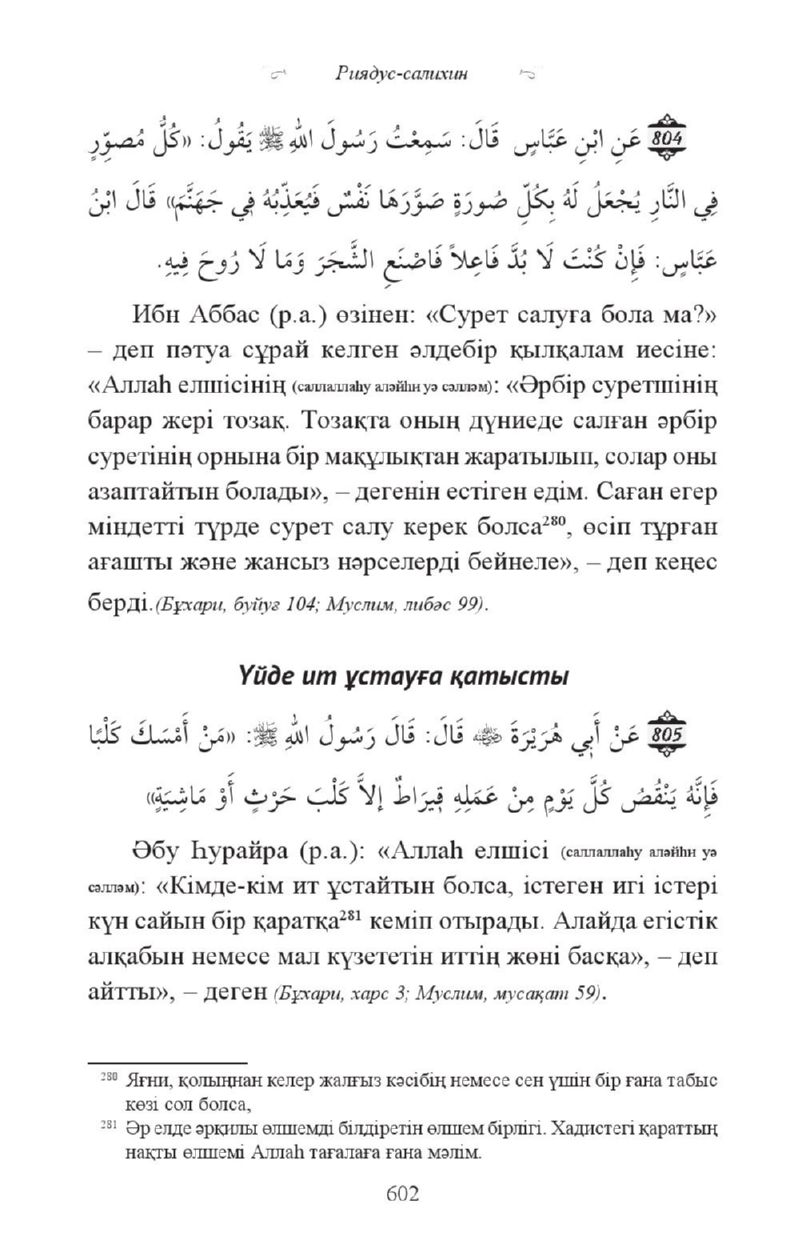 Риядус-салихин
804 عَنِ ابْنِ عَبَّاسٍ قَالَ: سَمِعْتُ رَسُولَ اللهِ ﷺ يَقُولُ: «كُلُّ مُصوِّرٍ
فِي النَّارِ يُجْعَلُ لَهُ بِكُلِّ صُورَةٍ صَوَّرَهَا نَفْسٌ فَيُعَذِّبُهُ فِي جَهَنَّمَ» قَالَ ابْنُ
عَبَّاسٍ: فَإِنْ كُنْتَ لَا بُدَّ فَاعِلاً فَاصْنَعِ الشَّجَرَ وَمَا لَا رُوحَ فِيهِ.
Ибн Аббас (р.а.) өзінен: «Сурет салуға бола ма?»
– деп пәтуа сұрай келген әлдебір қылқалам иесіне:
«Аллаһ елшісінің (саллаллаһу аләйһи уә сәлләм): «Әрбір суретшінің
барар жері тозақ. Тозақта оның дүниеде салған әрбір
суретінің орнына бір мақұлықтан жаратылып, солар оны
азаптайтын болады», – дегенін естіген едім. Саған егер
міндетті түрде сурет салу керек болса²⁸⁰, өсіп тұрған
ағашты және жансыз нәрселерді бейнеле», – деп кеңес
берді. (Бұхари, буйуғ 104; Муслим, либәс 99).
Үйде ит ұстауға қатысты
805 عَنْ أَبِي هُرَيْرَةَ ﷺ قَالَ: قَالَ رَسُولُ اللهِ ﷺ: «مَنْ أَمْسَكَ كَلْبًا
فَإِنَّهُ يَنْقُصُ كُلَّ يَوْمٍ مِنْ عَمَلِهِ قِيرَاطٌ إِلاَّ كَلْبَ حَرْثٍ أَوْ مَاشِيَةٍ»
Әбу Һурайра (р.а.): «Аллаһ елшісі (саллаллаһу аләйһи уә
сәлләм): «Кімде-кім ит ұстайтын болса, істеген игі істері
күн сайын бір қаратқа²⁸¹ кеміп отырады. Алайда егістік
алқабын немесе мал күзететін иттің жөні басқа», – деп
айтты», – деген (Бұхари, харс 3; Муслим, мусақат 59).
²⁸⁰ Яғни, қолыңнан келер жалғыз кәсібің немесе сен үшін бір ғана табыс
көзі сол болса,
²⁸¹ Әр елде әрқилы өлшемді білдіретін өлшем бірлігі. Хадистегі қараттың
нақты өлшемі Аллаһ тағалаға ғана мәлім.
602